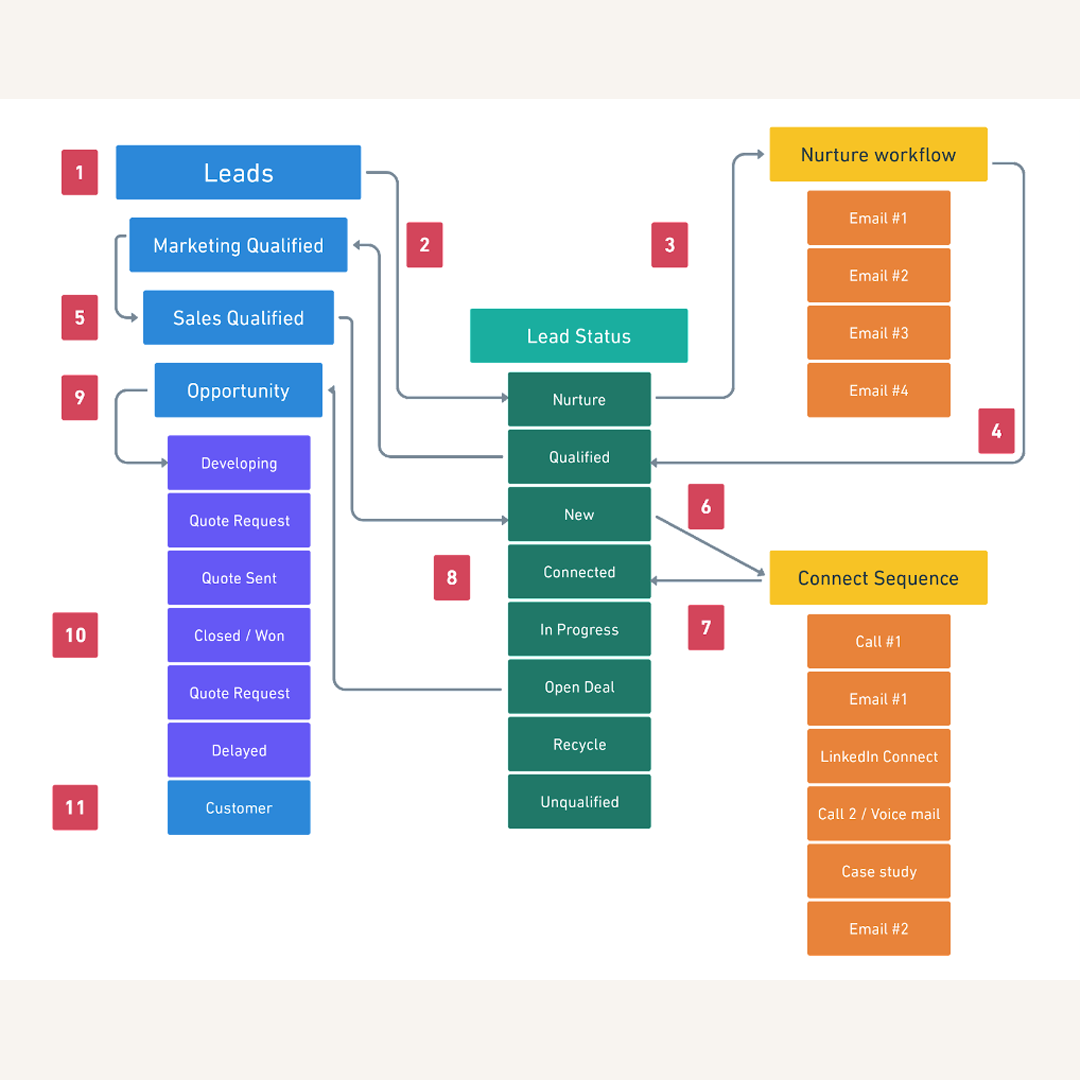 1
Leads
Marketing Qualified
5
Sales Qualified
9
Opportunity
Developing
Quote Request
Quote Sent
10
Closed / Won
Quote Request
Delayed
11
Customer
2
3
Lead Status
Nurture
Qualified
New
Connected
8
In Progress
Open Deal
Recycle
Unqualified
Nurture workflow
Email #1
Email #2
Email #3
Email #4
4
6
7
Connect Sequence
Call #1
Email #1
LinkedIn Connect
Call 2 / Voice mail
Case study
Email #2